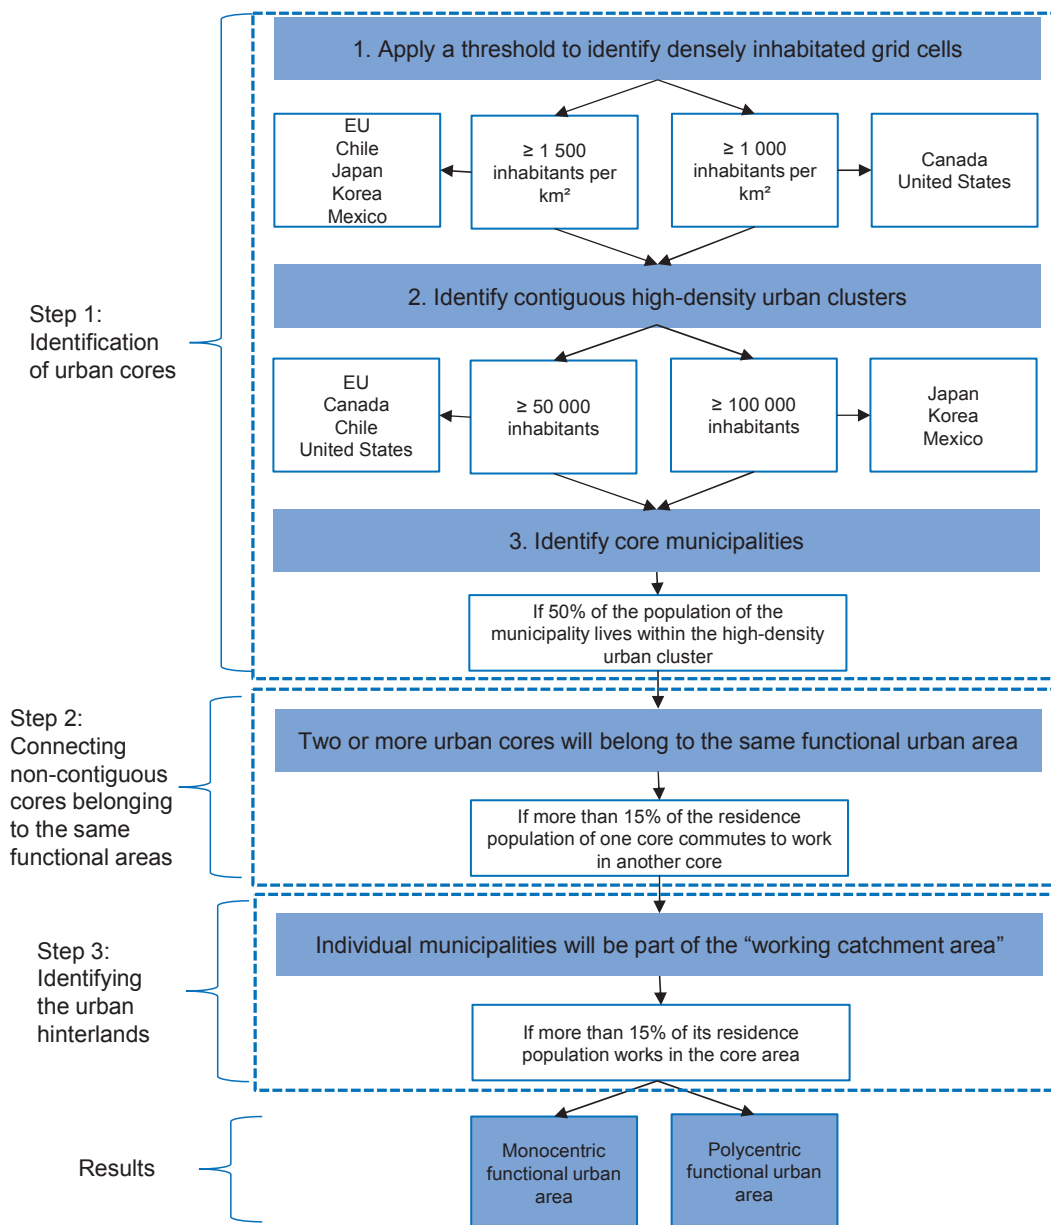 1. Apply a threshold to identify densely inhabitated grid cells
EU
Chile
Japan
Korea
Mexico
≥ 1 500
inhabitants per
km²
≥ 1 000
inhabitants per
km²
Canada
United States
2. Identify contiguous high-density urban clusters
Step 1:
Identification
of urban cores
EU
Canada
Chile
United States
≥ 50 000
inhabitants
≥ 100 000
inhabitants
Japan
Korea
Mexico
3. Identify core municipalities
If 50% of the population of the
municipality lives within the high-density
urban cluster
Step 2:
Connecting
non-contiguous
cores belonging
to the same
functional areas
Two or more urban cores will belong to the same functional urban area
If more than 15% of the residence
population of one core commutes to work
in another core
Step 3:
Identifying
the urban
hinterlands
Individual municipalities will be part of the “working catchment area”
If more than 15% of its residence
population works in the core area
Results
Monocentric
functional urban
area
Polycentric
functional urban
area